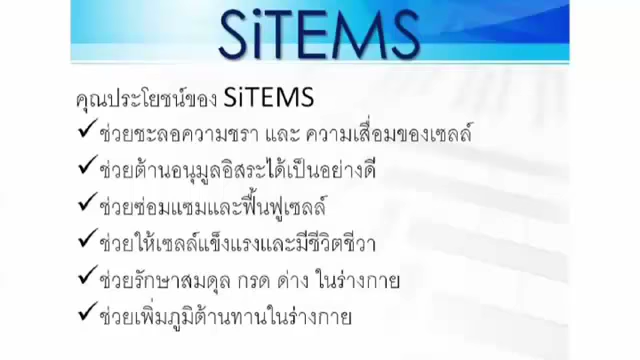 SiTEMS
คุณประโยชน์ของ SiTEMS
✓ช่วยชะลอความชรา และ ความเสื่อมของเซลล์
✓ช่วยต้านอนุมูลอิสระได้เป็นอย่างดี
✓ช่วยซ่อมแซมและฟื้นฟูเซลล์
✓ช่วยให้เซลล์แข็งแรงและมีชีวิตชีวา
✓ช่วยรักษาสมดุล กรด ด่าง ในร่างกาย
✓ช่วยเพิ่มภูมิต้านทานในร่างกาย